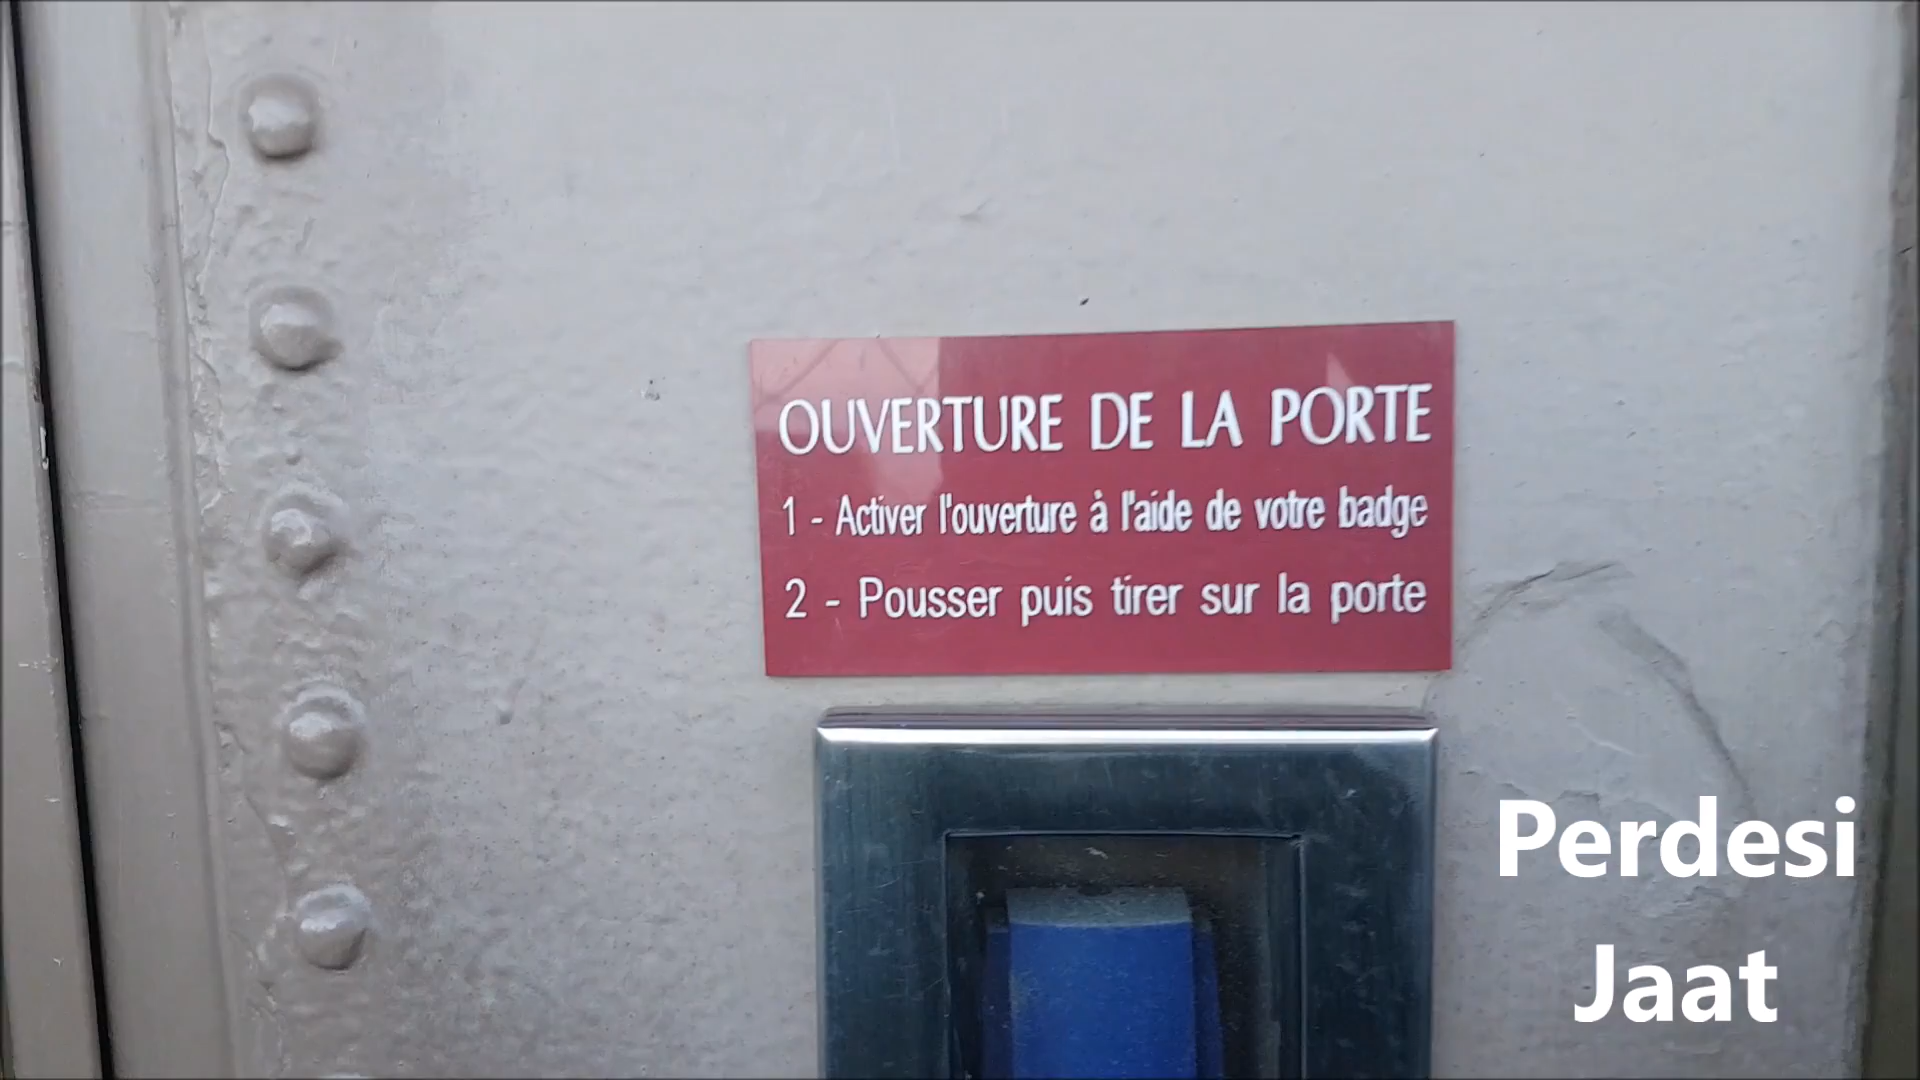 OUVERTURE DE LA PORTE
1 - Activer l'ouverture à l'aide de votre badge
2 - Pousser puis tirer sur la porte
Perdesi
Jaat